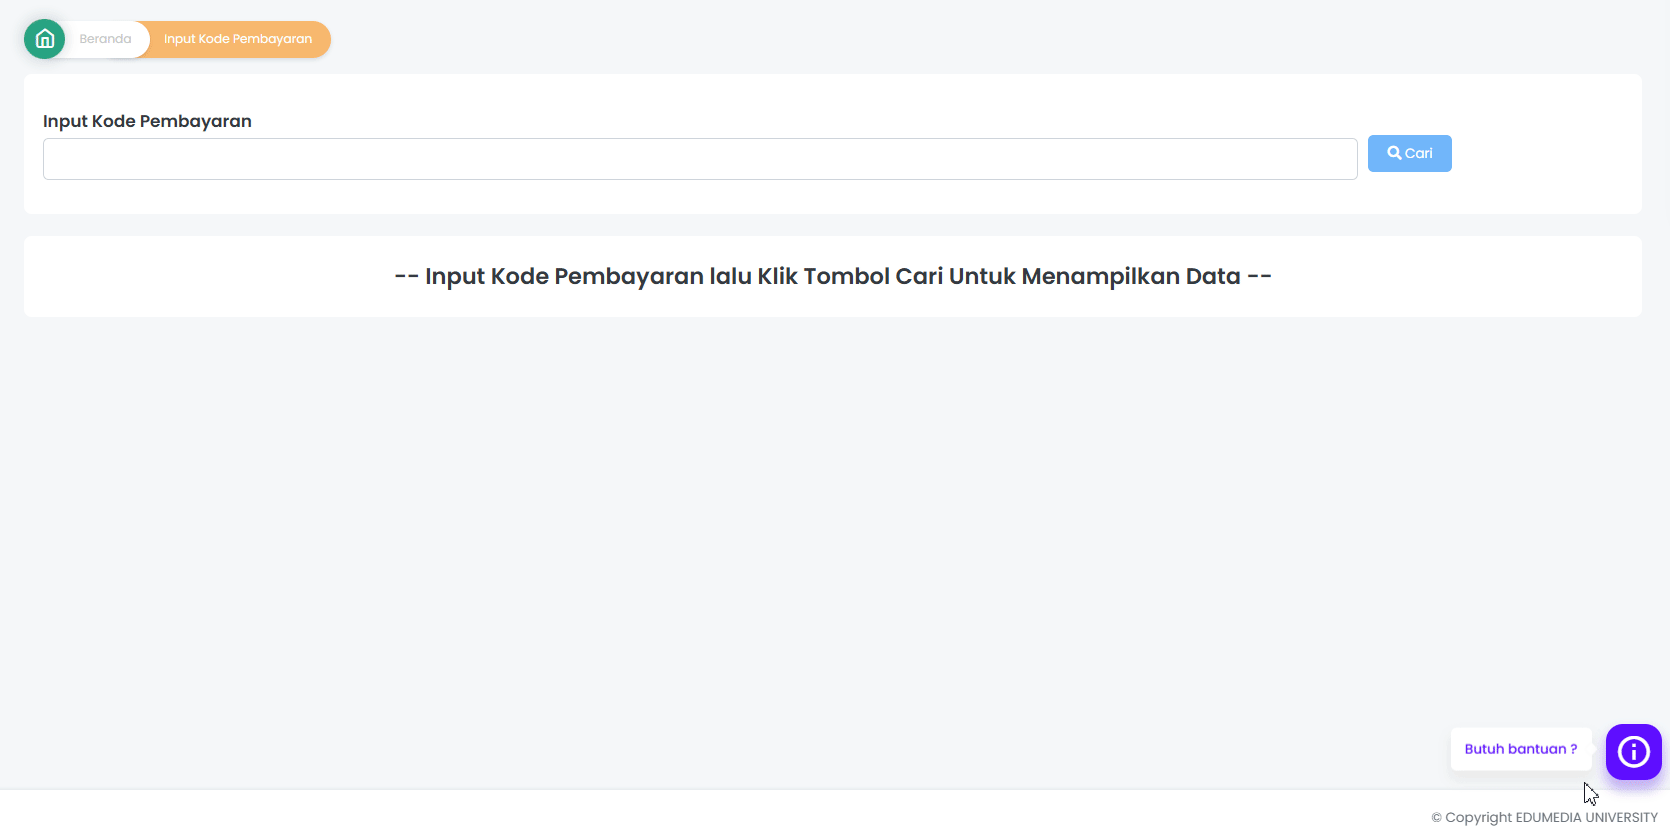 Beranda
Input Kode Pembayaran
Input Kode Pembayaran
Cari
-- Input Kode Pembayaran lalu Klik Tombol Cari Untuk Menampilkan Data --
Butuh bantuan ?
© Copyright EDUMEDIA UNIVERSITY